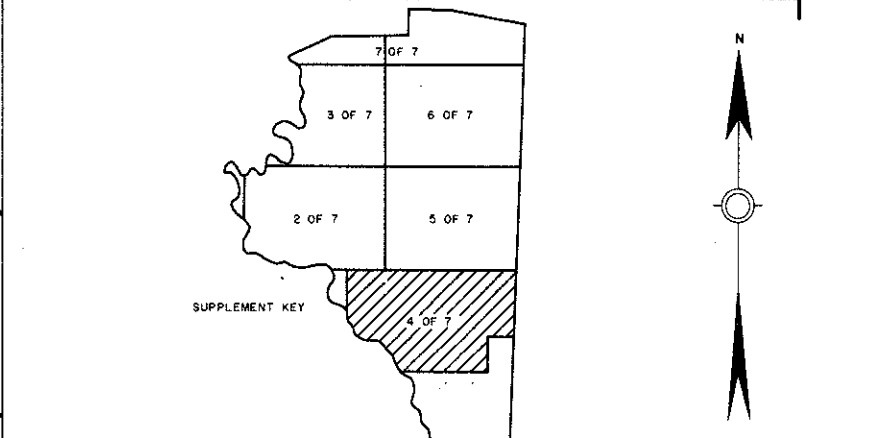 N
7 OF 7
3 OF 7 6 OF 7
2 OF 7 5 OF 7
SUPPLEMENT KEY
4 OF 7